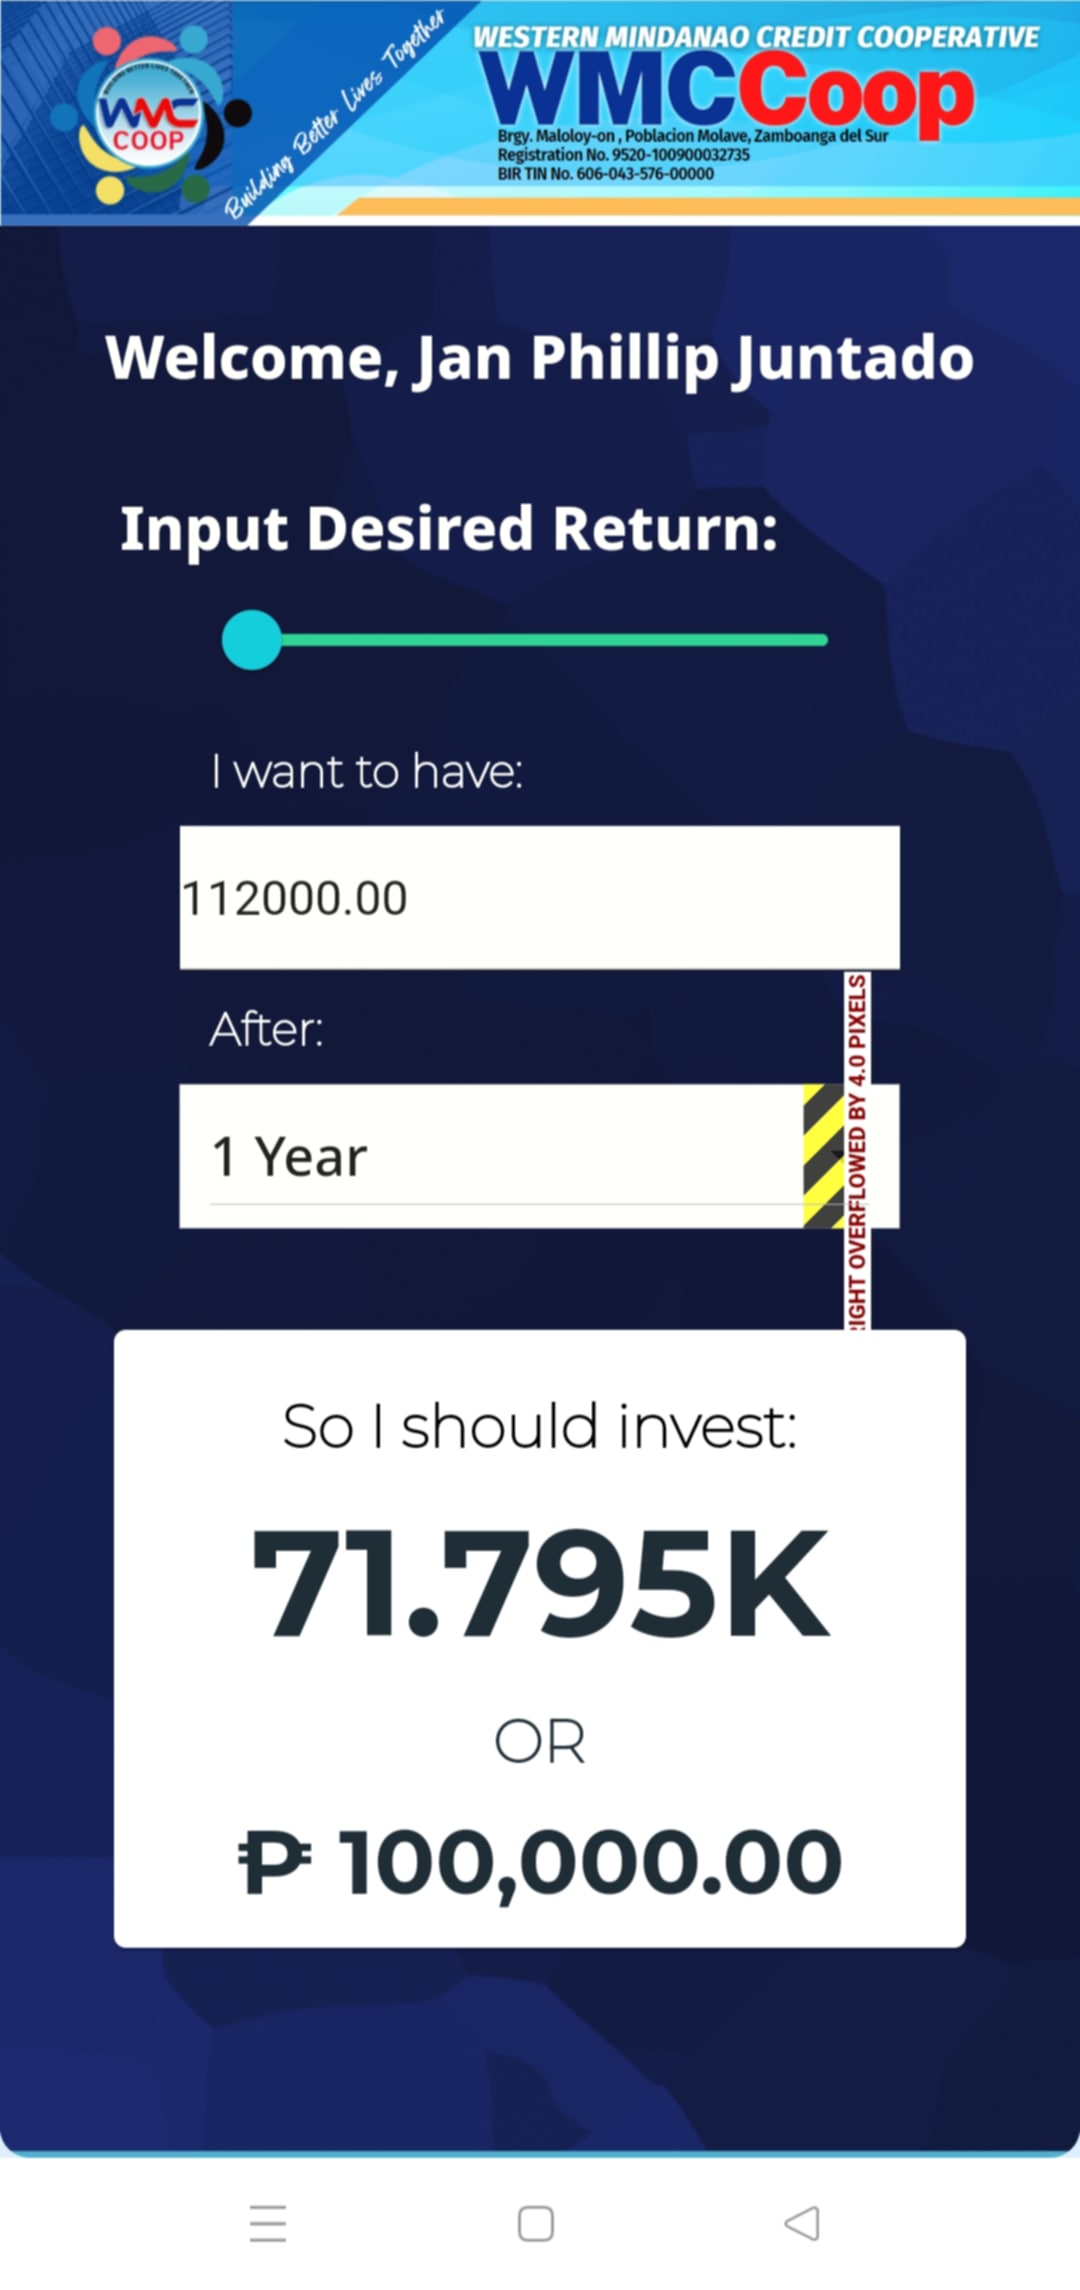 WMC
COOP
Building Better Lives Together
WESTERN MINDANAO CREDIT COOPERATIVE
WMCCoop
Brgy. Maloloy-on , Poblacion Molave, Zamboanga del Sur
Registration No. 9520-100900032735
BIR TIN No. 606-043-576-00000
Welcome, Jan Phillip Juntado
Input Desired Return:
I want to have:
112000.00
After:
1 Year
RIGHT OVERFLOWED BY 4.0 PIXELS
So I should invest:
71.795K
OR
₱ 100,000.00